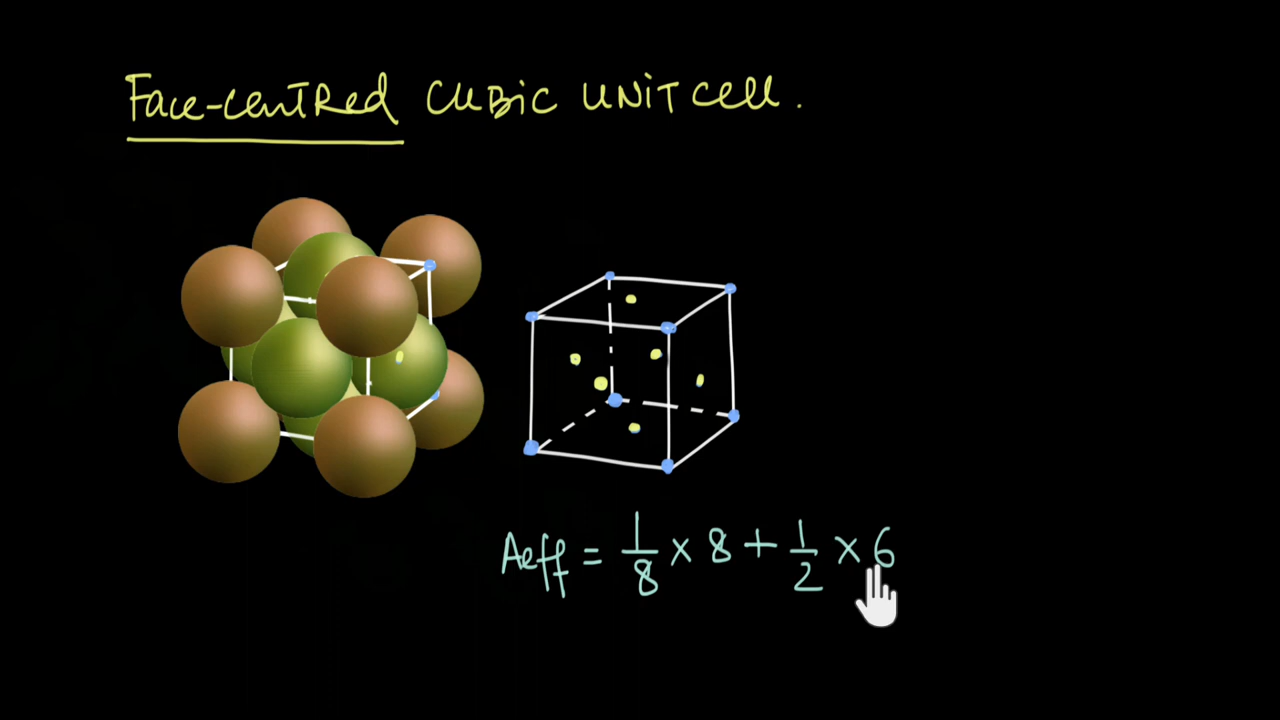 Face-centred cubic unit cell.
Aeff = 1/8 × 8 + 1/2 × 6